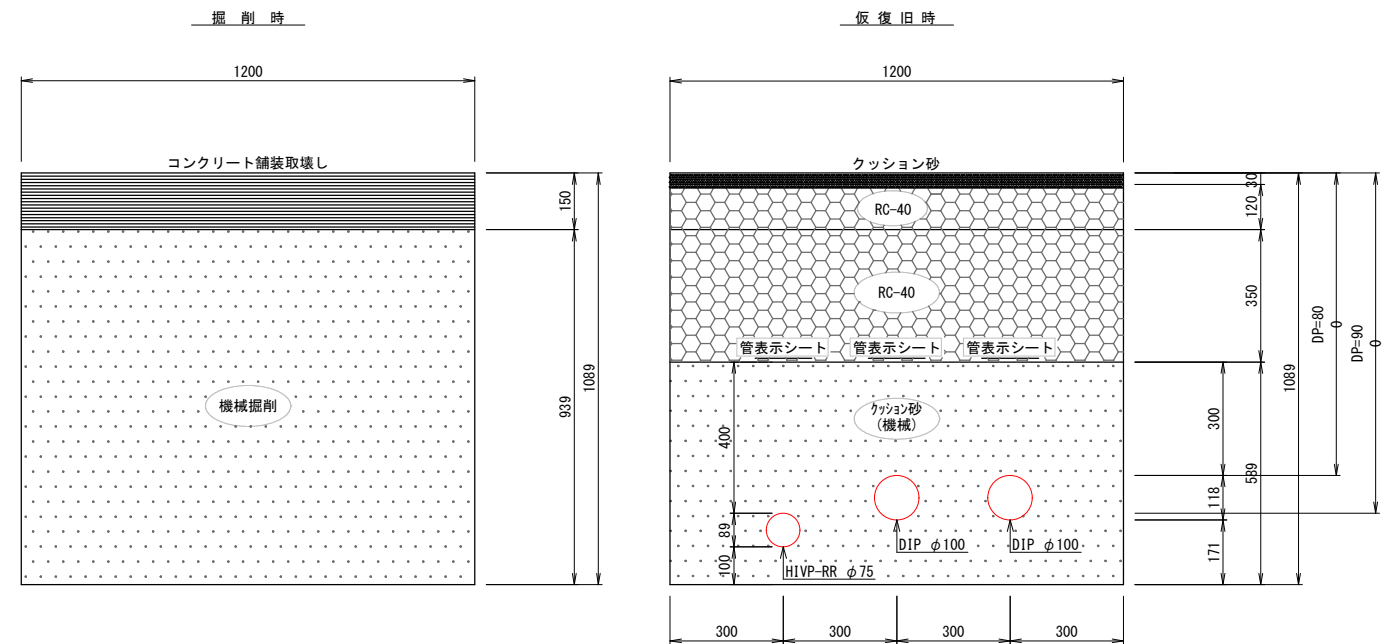 掘 削 時
1200
コンクリート舗装取壊し
150
939
1089
機械掘削
仮 復 旧 時
1200
クッション砂
RC-40
RC-40
管表示シート 管表示シート 管表示シート
クッション砂
(機械)
400
89
100
HIVP-RR φ75
DIP φ100
DIP φ100
30
120
350
300
118
171
589
1089
DP=80
0
DP=90
0
300 300 300 300